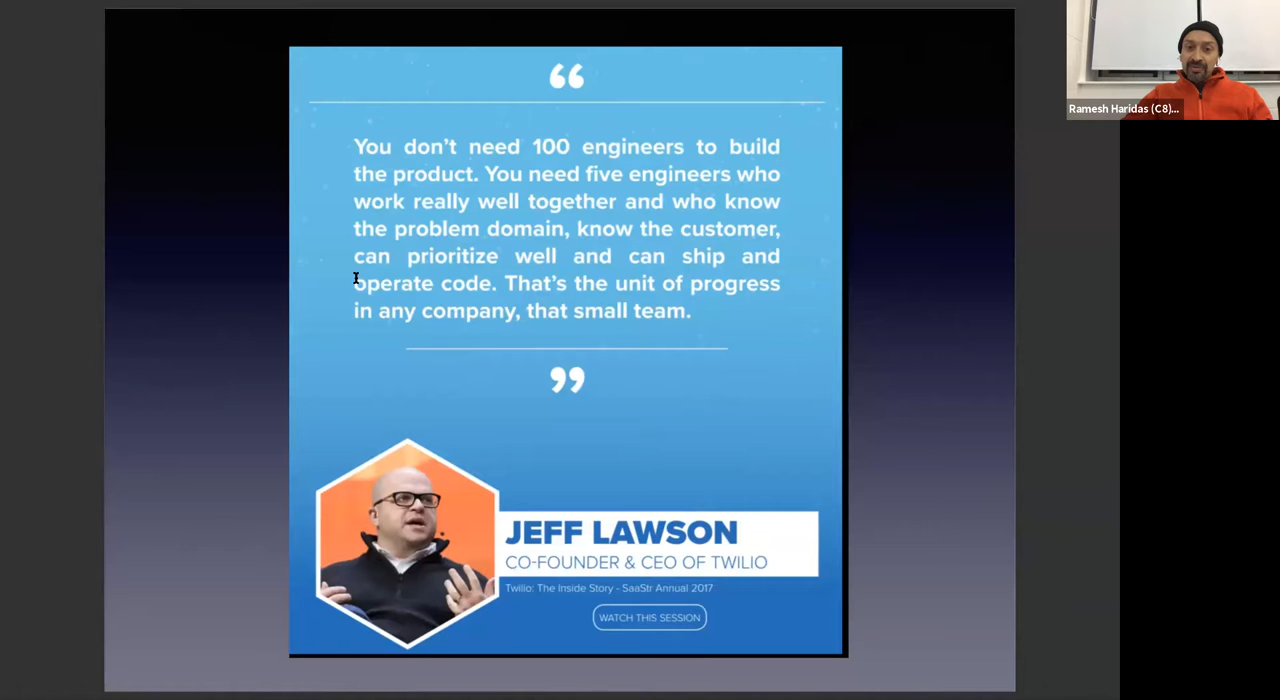 “
You don’t need 100 engineers to build
the product. You need five engineers who
work really well together and who know
the problem domain, know the customer,
can prioritize well and can ship and
operate code. That’s the unit of progress
in any company, that small team.
”
JEFF LAWSON
CO-FOUNDER & CEO OF TWILIO
Twilio: The Inside Story - SaaStr Annual 2017
WATCH THIS SESSION
Ramesh Haridas (C8)...